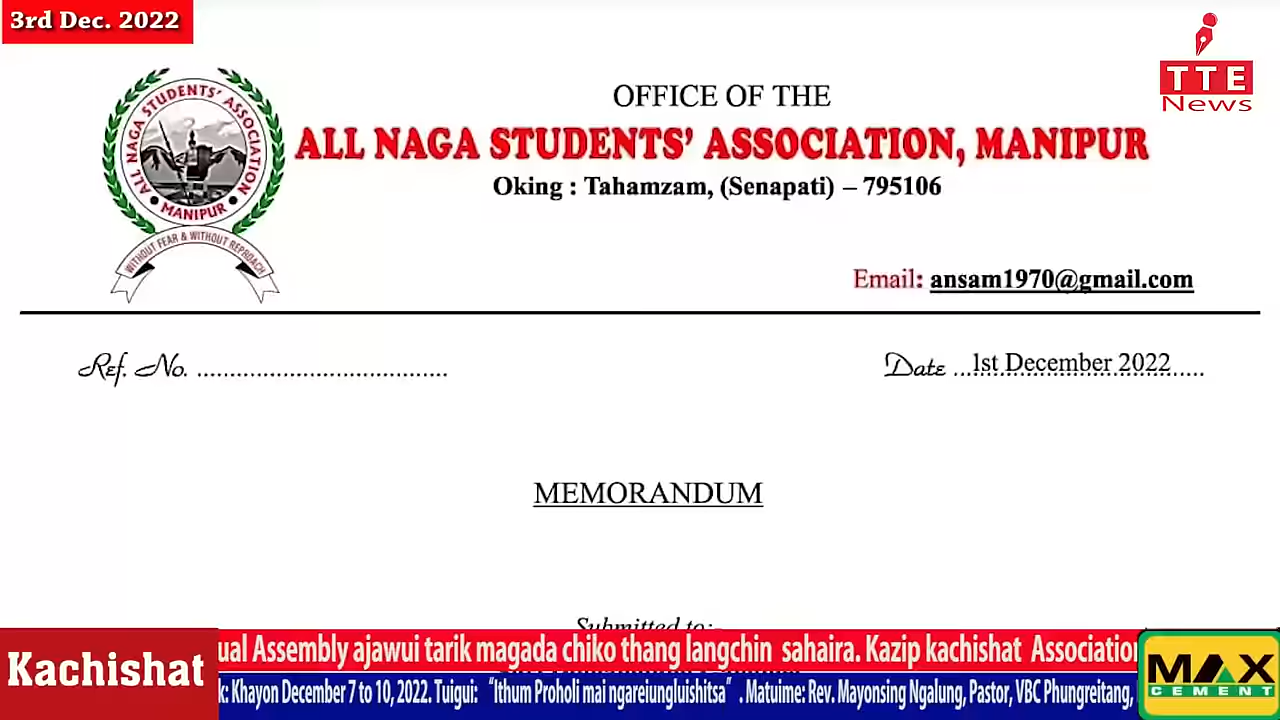 3rd Dec. 2022
TTE
News
ALL NAGA STUDENTS' ASSOCIATION
MANIPUR
WITHOUT FEAR & WITHOUT REPROACH
OFFICE OF THE
ALL NAGA STUDENTS' ASSOCIATION, MANIPUR
Oking : Tahamzam, (Senapati) – 795106
Email: ansam1970@gmail.com
Ref. No. ......................................
Date ...1st December 2022......
MEMORANDUM
Submitted to:-
Kachishat
ual Assembly ajawui tarik magada chiko thang langchin sahaira. Kazip kachishat Association
k: Khayon December 7 to 10, 2022. Tuigui: “Ithum Proholi mai ngareiungluishitsa”. Matuime: Rev. Mayonsing Ngalung, Pastor, VBC Phungreitang,
MAX
CEMENT